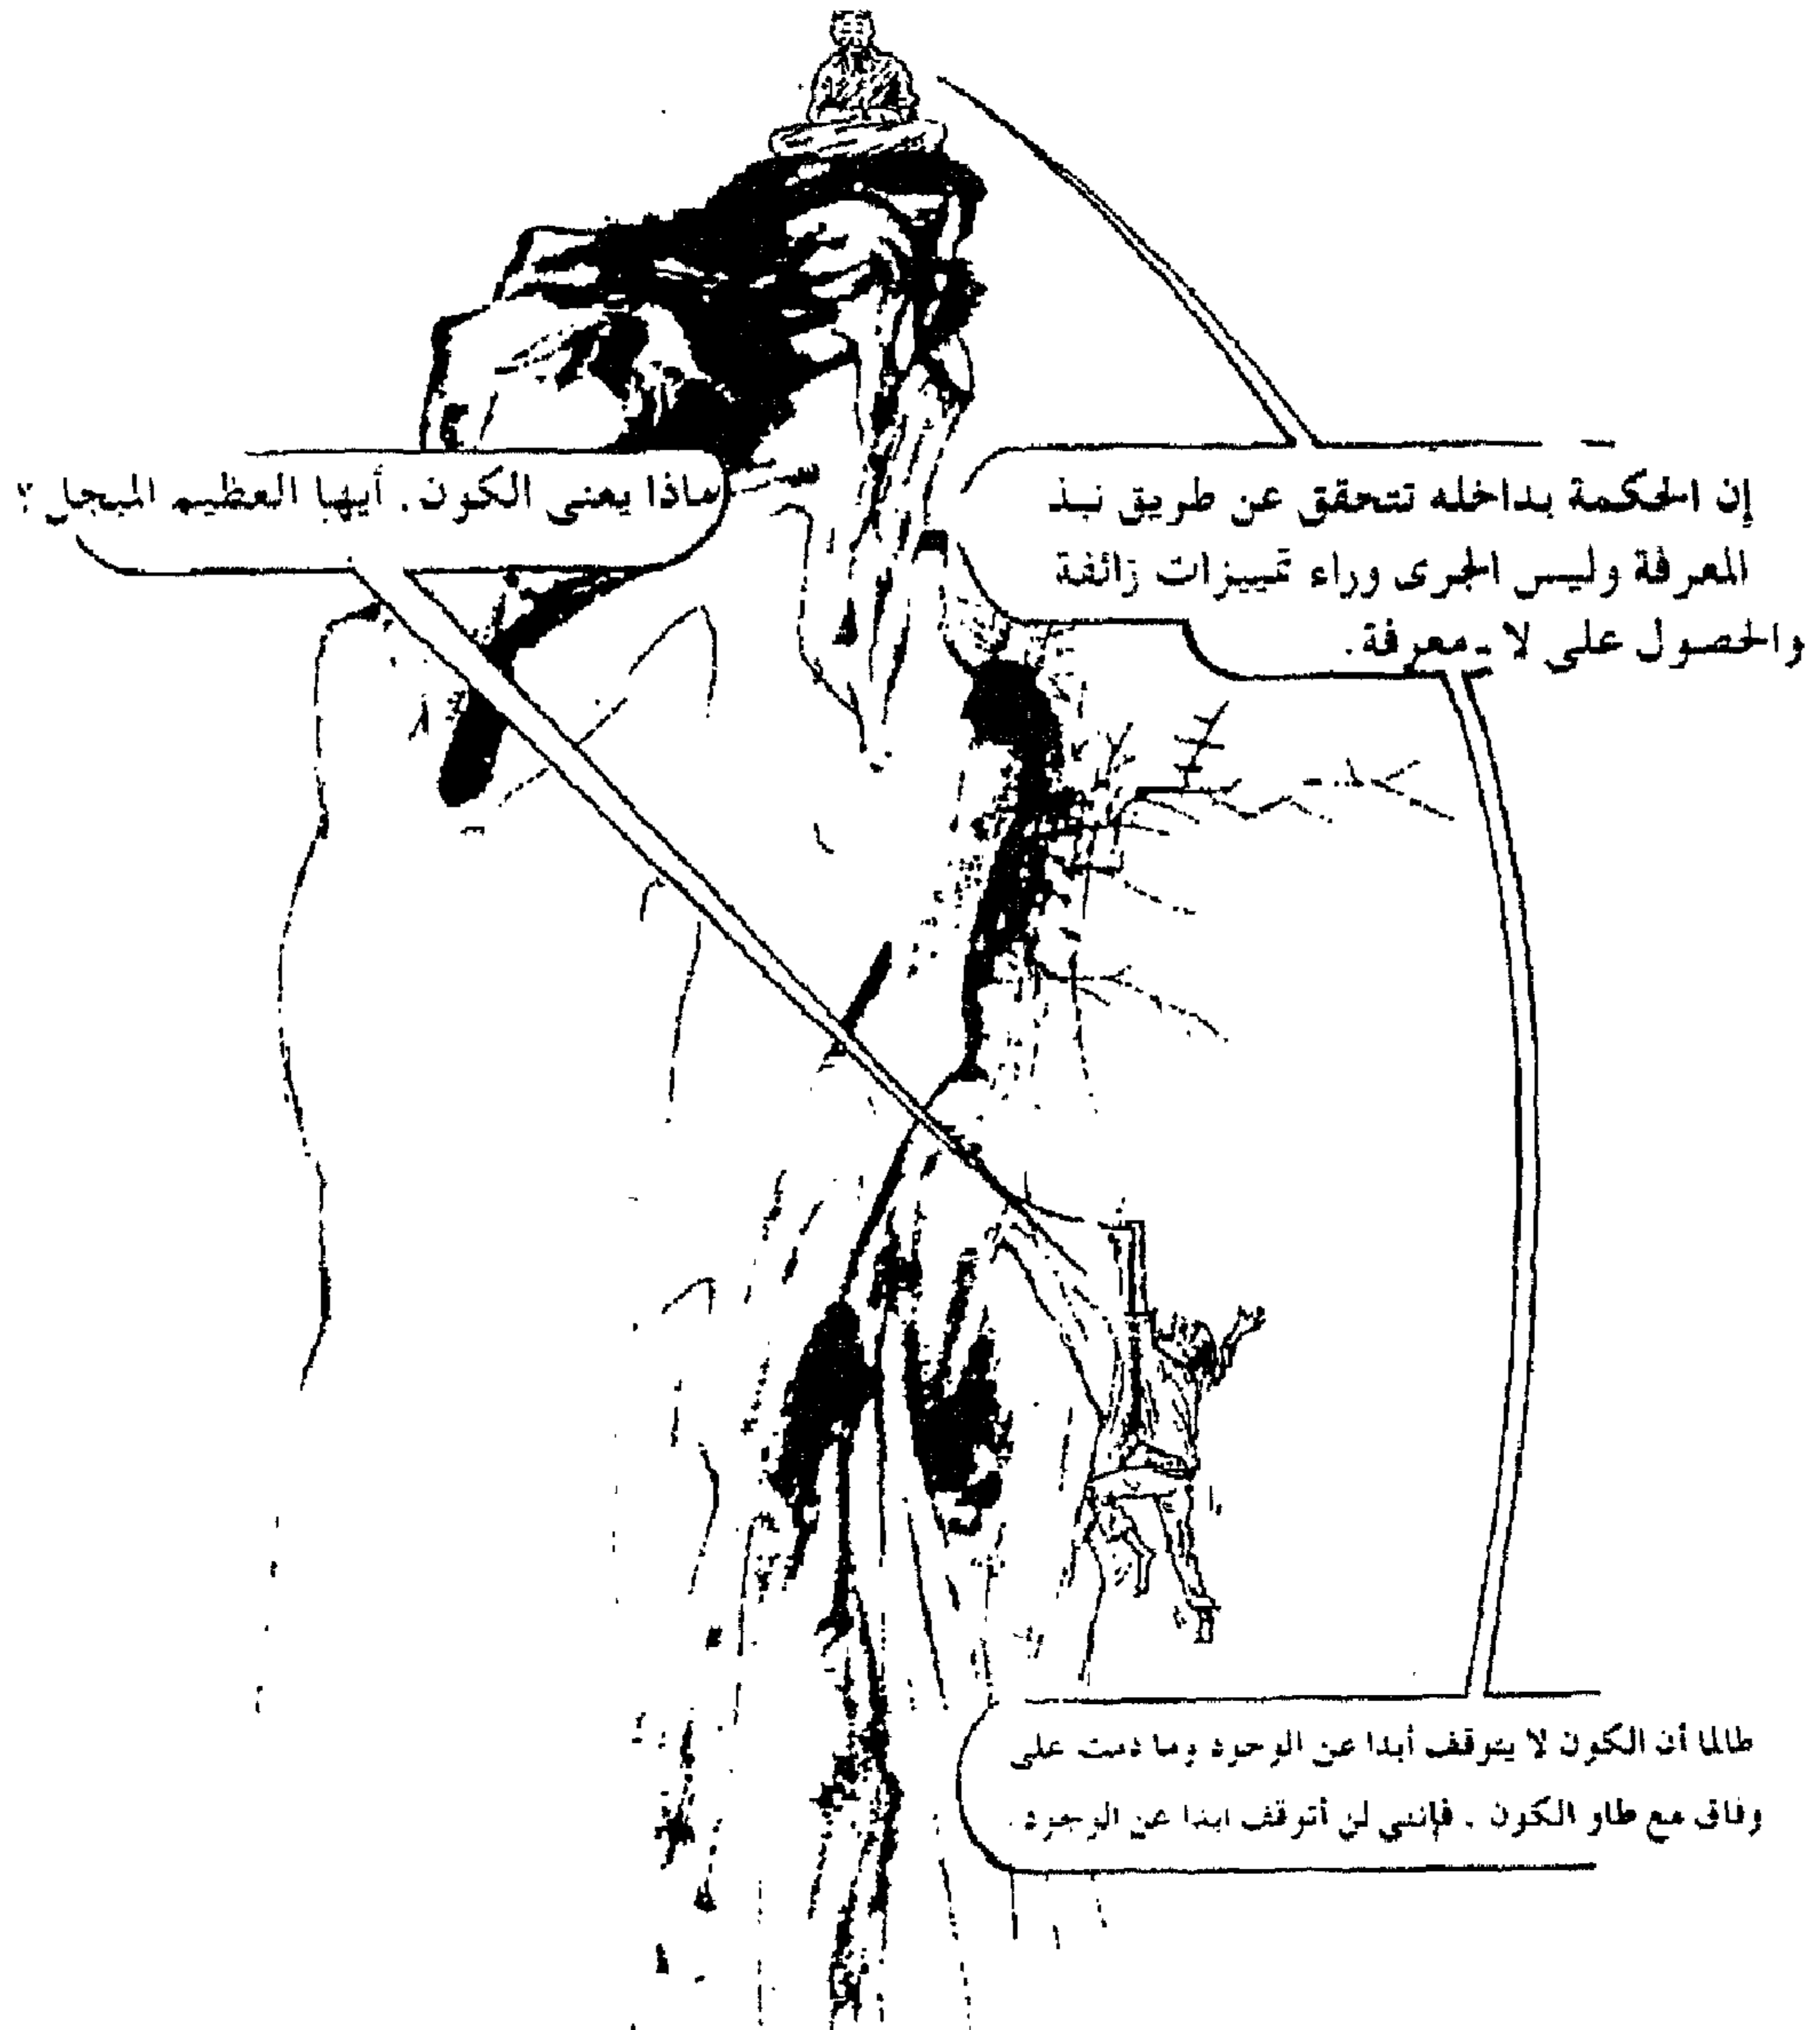 ماذا يعنى الكون . أيها العظيم المبجل ؟
إن الحكمة بداخله تتحقق عن طريق نبذ
المعرفة وليس الجرى وراء تمييزات زائفة
والحصول على لا - معرفة .
طالما أن الكون لا يتوقف أبدا عن الوجود وما دمت على
وفاق مع طاو الكون . فإننى لن أتوقف ابدا عن الوجود .